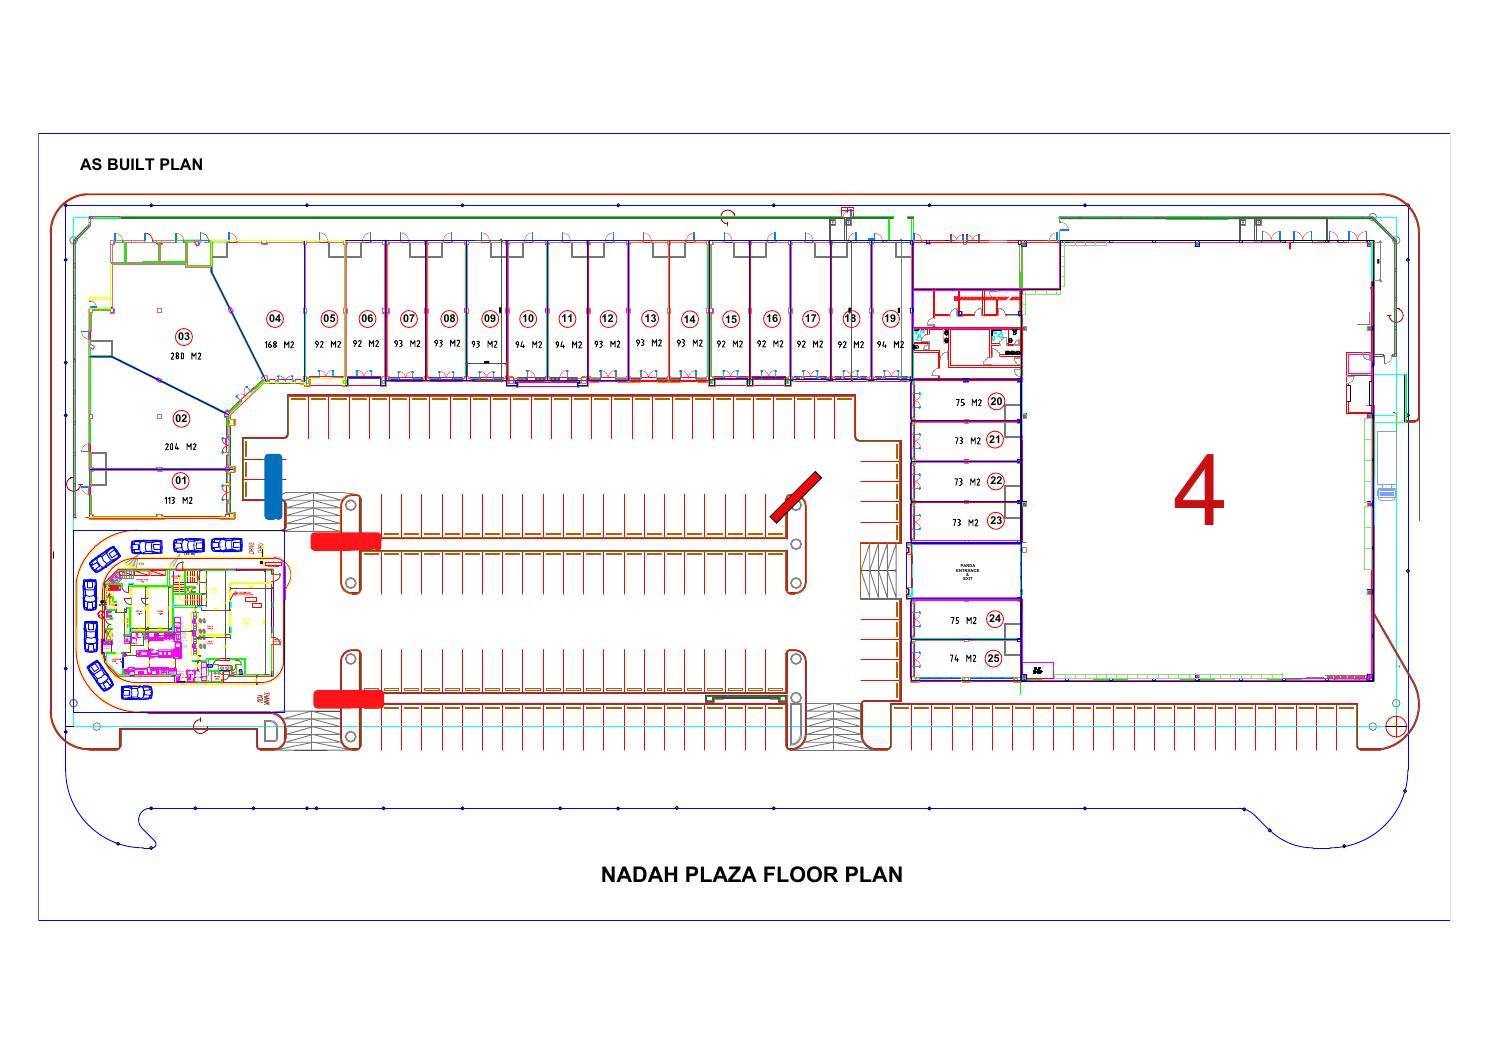 AS BUILT PLAN
03
280 M2
04
168 M2
05
92 M2
06
92 M2
07
93 M2
08
93 M2
09
93 M2
10
94 M2
11
94 M2
12
93 M2
13
93 M2
14
93 M2
15
92 M2
16
92 M2
17
92 M2
18
92 M2
19
94 M2
02
204 M2
01
113 M2
75 M2 20
73 M2 21
73 M2 22
73 M2 23
PANDA
ENTRANCE
&
EXIT
75 M2 24
74 M2 25
4
NADAH PLAZA FLOOR PLAN